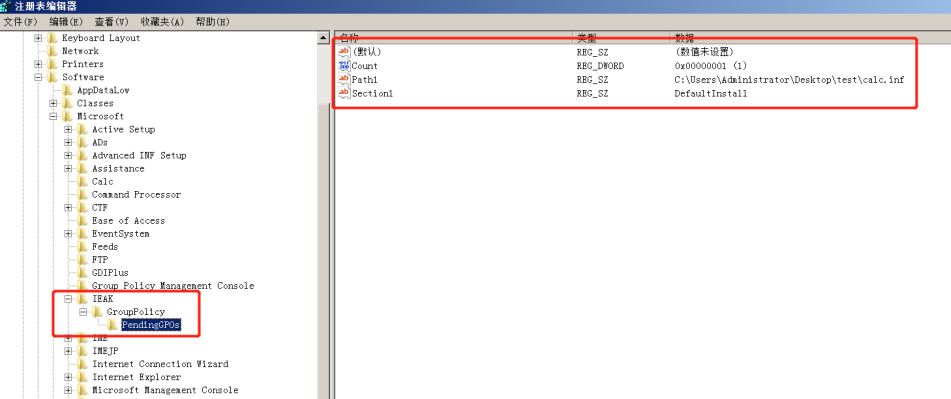 注册表编辑器
文件(F) 编辑(E) 查看(V) 收藏夹(A) 帮助(H)
Keyboard Layout
Network
Printers
Software
AppDataLow
Classes
Microsoft
Active Setup
ADs
Advanced INF Setup
Assistance
Calc
Command Processor
CTF
Ease of Access
EventSystem
Feeds
FTP
GDIPlus
Group Policy Management Console
IEAK
GroupPolicy
PendingGPOs
IME
IMEJP
Internet Connection Wizard
Internet Explorer
Microsoft Management Console
名称 类型 数据
(默认) REG_SZ (数值未设置)
Count REG_DWORD 0x00000001 (1)
Path1 REG_SZ C:\Users\Administrator\Desktop\test\calc.inf
Section1 REG_SZ DefaultInstall